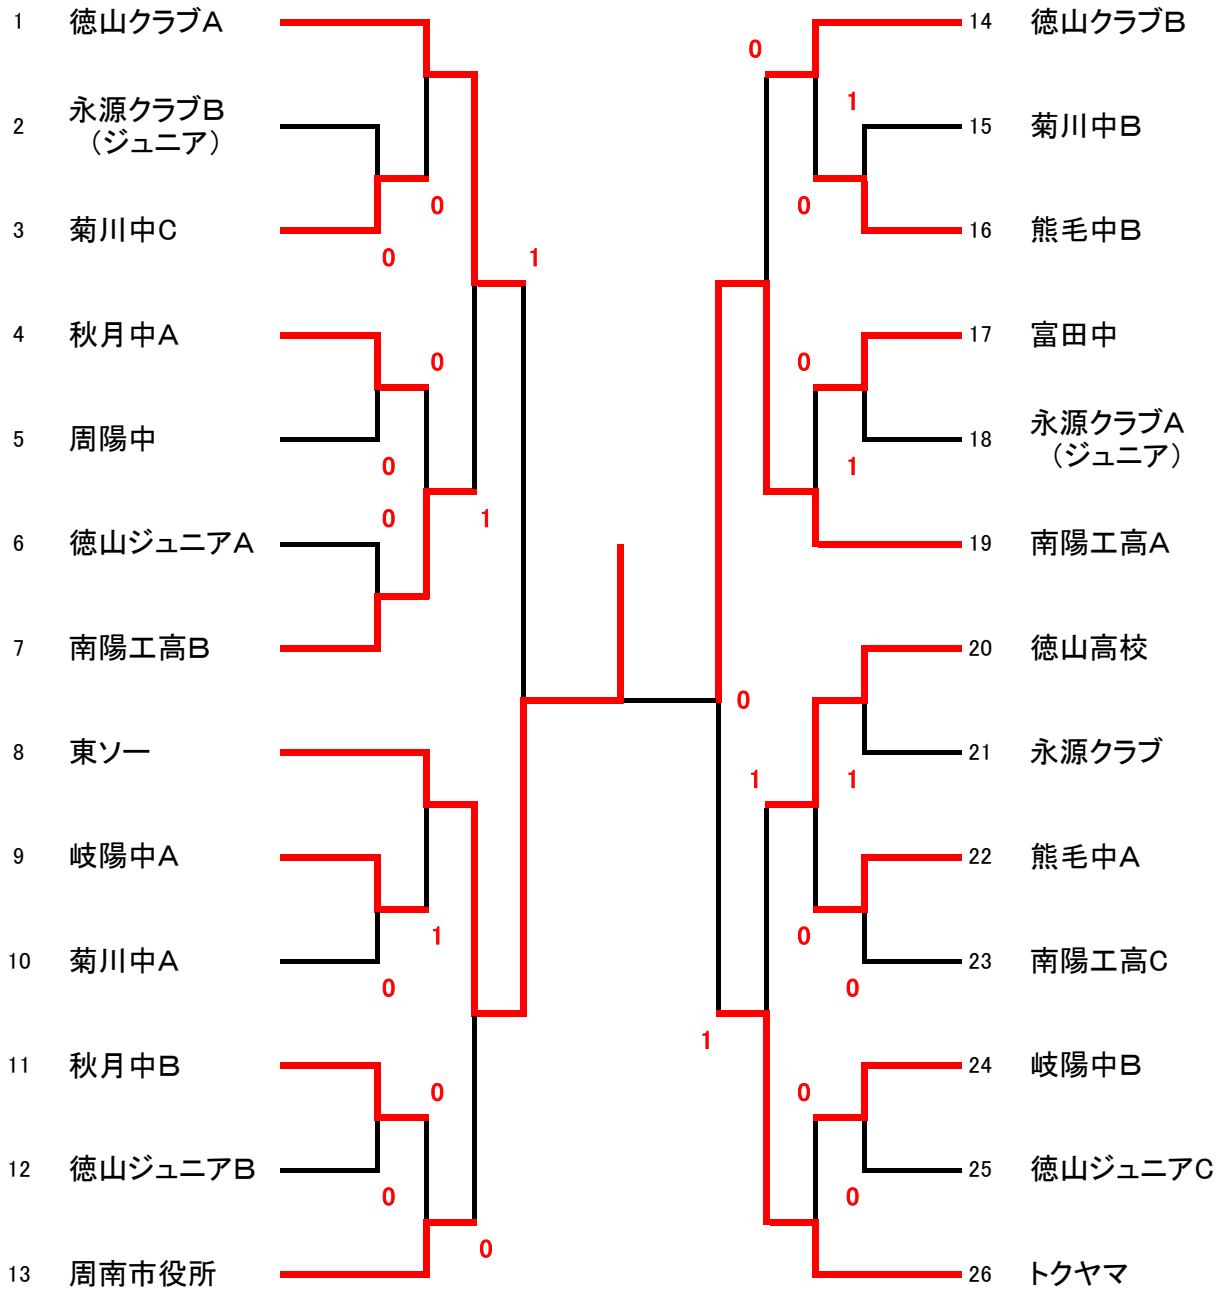 1 徳山クラブA
2 永源クラブB
（ジュニア）
0
3 菊川中C
0
1
4 秋月中A
0
5 周陽中
0
0
1
6 徳山ジュニアA
7 南陽工高B
8 東ソー
9 岐陽中A
1
10 菊川中A
0
11 秋月中B
0
12 徳山ジュニアB
0
0
13 周南市役所
14 徳山クラブB
0
1
15 菊川中B
0
16 熊毛中B
17 富田中
0
18 永源クラブA
（ジュニア）
1
19 南陽工高A
20 徳山高校
0
21 永源クラブ
1
1
22 熊毛中A
0
23 南陽工高C
0
1
24 岐陽中B
0
25 徳山ジュニアC
0
26 トクヤマ